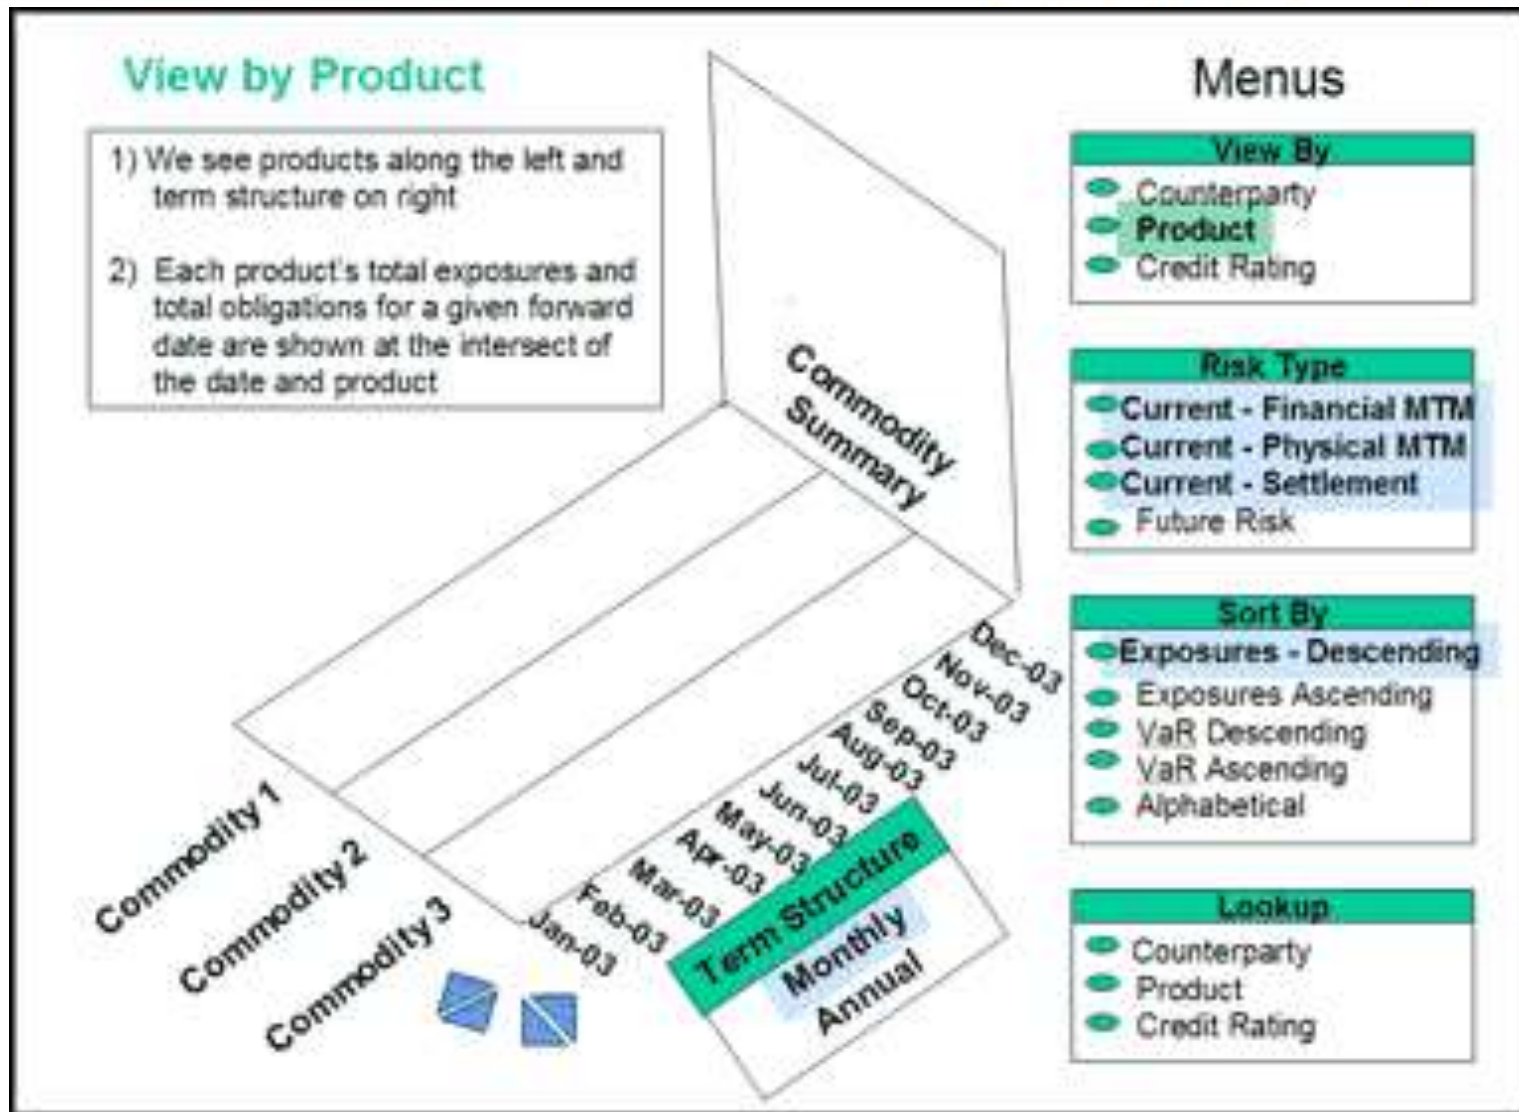 View by Product
1) We see products along the left and
term structure on right
2) Each product's total exposures and
total obligations for a given forward
date are shown at the intersect of
the date and product
Commodity
Summary
Commodity 1
Commodity 2
Commodity 3
Jan-03
Feb-03
Mar-03
Apr-03
May-03
Jun-03
Jul-03
Aug-03
Sep-03
Oct-03
Nov-03
Dec-03
Term Structure
Monthly
Annual
Menus
View By
Counterparty
Product
Credit Rating
Risk Type
Current - Financial MTM
Current - Physical MTM
Current - Settlement
Future Risk
Sort By
Exposures - Descending
Exposures Ascending
VaR Descending
VaR Ascending
Alphabetical
Lookup
Counterparty
Product
Credit Rating